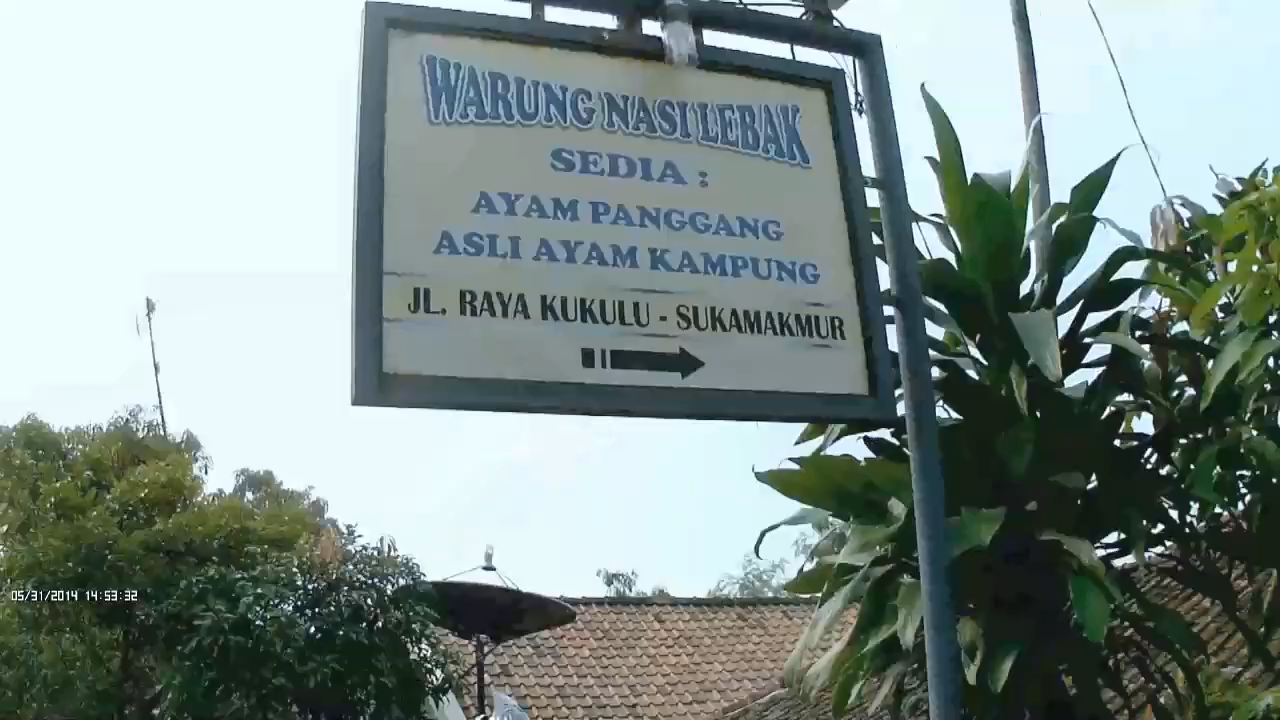 WARUNG NASI LEBAK
SEDIA :
AYAM PANGGANG
ASLI AYAM KAMPUNG
JL. RAYA KUKULU - SUKAMAKMUR
05/31/2014 14:53:32